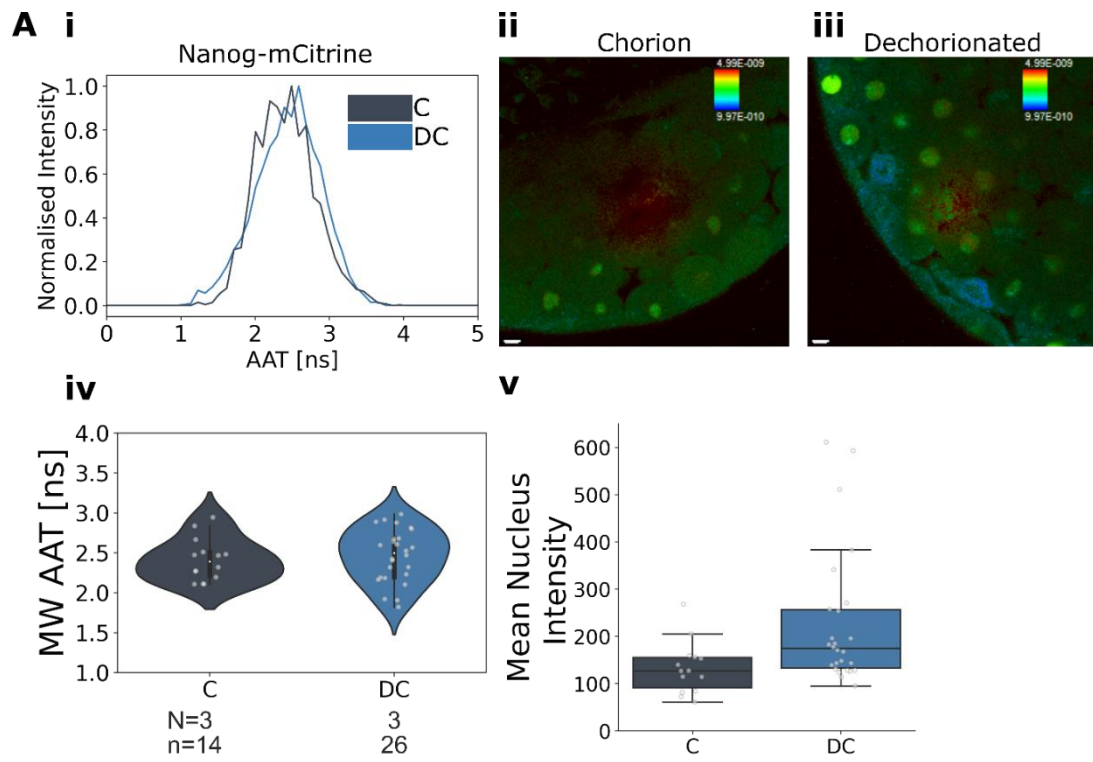 A i
Nanog-mCitrine
Normalised Intensity
1.0
0.8
0.6
0.4
0.2
0.0
0 1 2 3 4 5
AAT [ns]
C
DC
ii
Chorion
4.99E-009
9.97E-010
iii
Dechorionated
4.99E-009
9.97E-010
iv
MW AAT [ns]
4.0
3.5
3.0
2.5
2.0
1.5
1.0
C DC
N=3 3
n=14 26
v
Mean Nucleus
Intensity
600
500
400
300
200
100
0
C DC